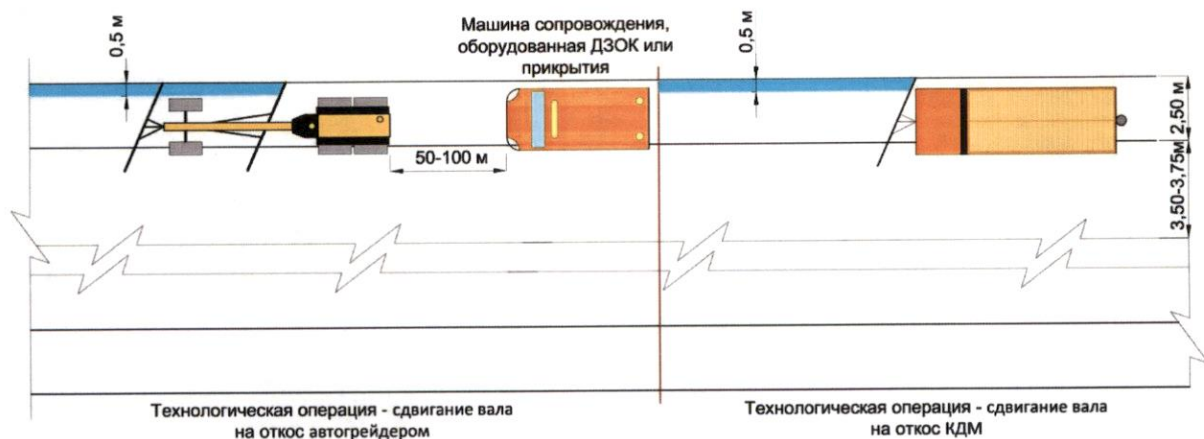 Машина сопровождения,
оборудованная ДЗОК или
прикрытия
0,5 м
0,5 м
50-100 м
2,50 м
3,50-3,75м
Технологическая операция - сдвигание вала
на откос автогрейдером
Технологическая операция - сдвигание вала
на откос КДМ